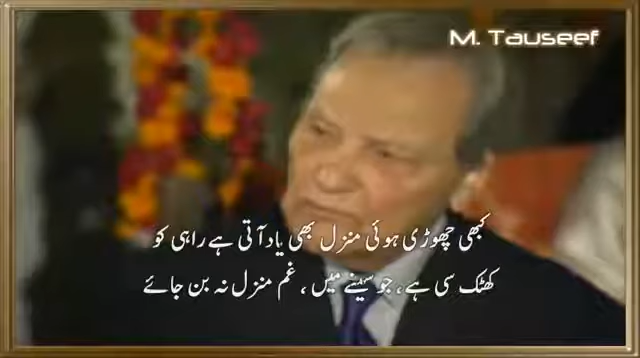 M. Tauseef
کبھی چھوڑی ہوئی منزل بھی یاد آتی ہے راہی کو
کھٹک سی ہے ، جو سینے میں ، غمِ منزل نہ بن جائے